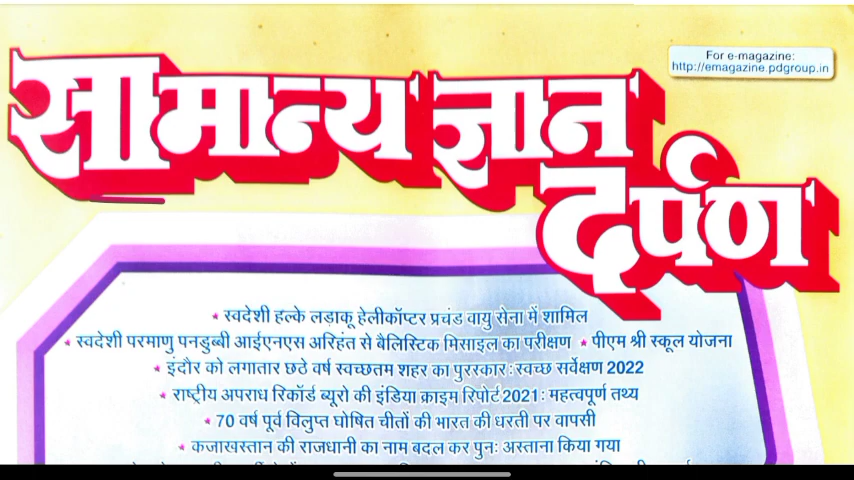 For e-magazine:
http://emagazine.pdgroup.in
सामान्य ज्ञान
दर्पण
★ स्वदेशी हल्के लड़ाकू हेलीकॉप्टर प्रचंड वायु सेना में शामिल
★ स्वदेशी परमाणु पनडुब्बी आईएनएस अरिहंत से बैलिस्टिक मिसाइल का परीक्षण ★ पीएम श्री स्कूल योजना
★ इंदौर को लगातार छठे वर्ष स्वच्छतम शहर का पुरस्कार : स्वच्छ सर्वेक्षण 2022
★ राष्ट्रीय अपराध रिकॉर्ड ब्यूरो की इंडिया क्राइम रिपोर्ट 2021: महत्वपूर्ण तथ्य
★ 70 वर्ष पूर्व विलुप्त घोषित चीतों की भारत की धरती पर वापसी
★ कजाखस्तान की राजधानी का नाम बदल कर पुनः अस्ताना किया गया